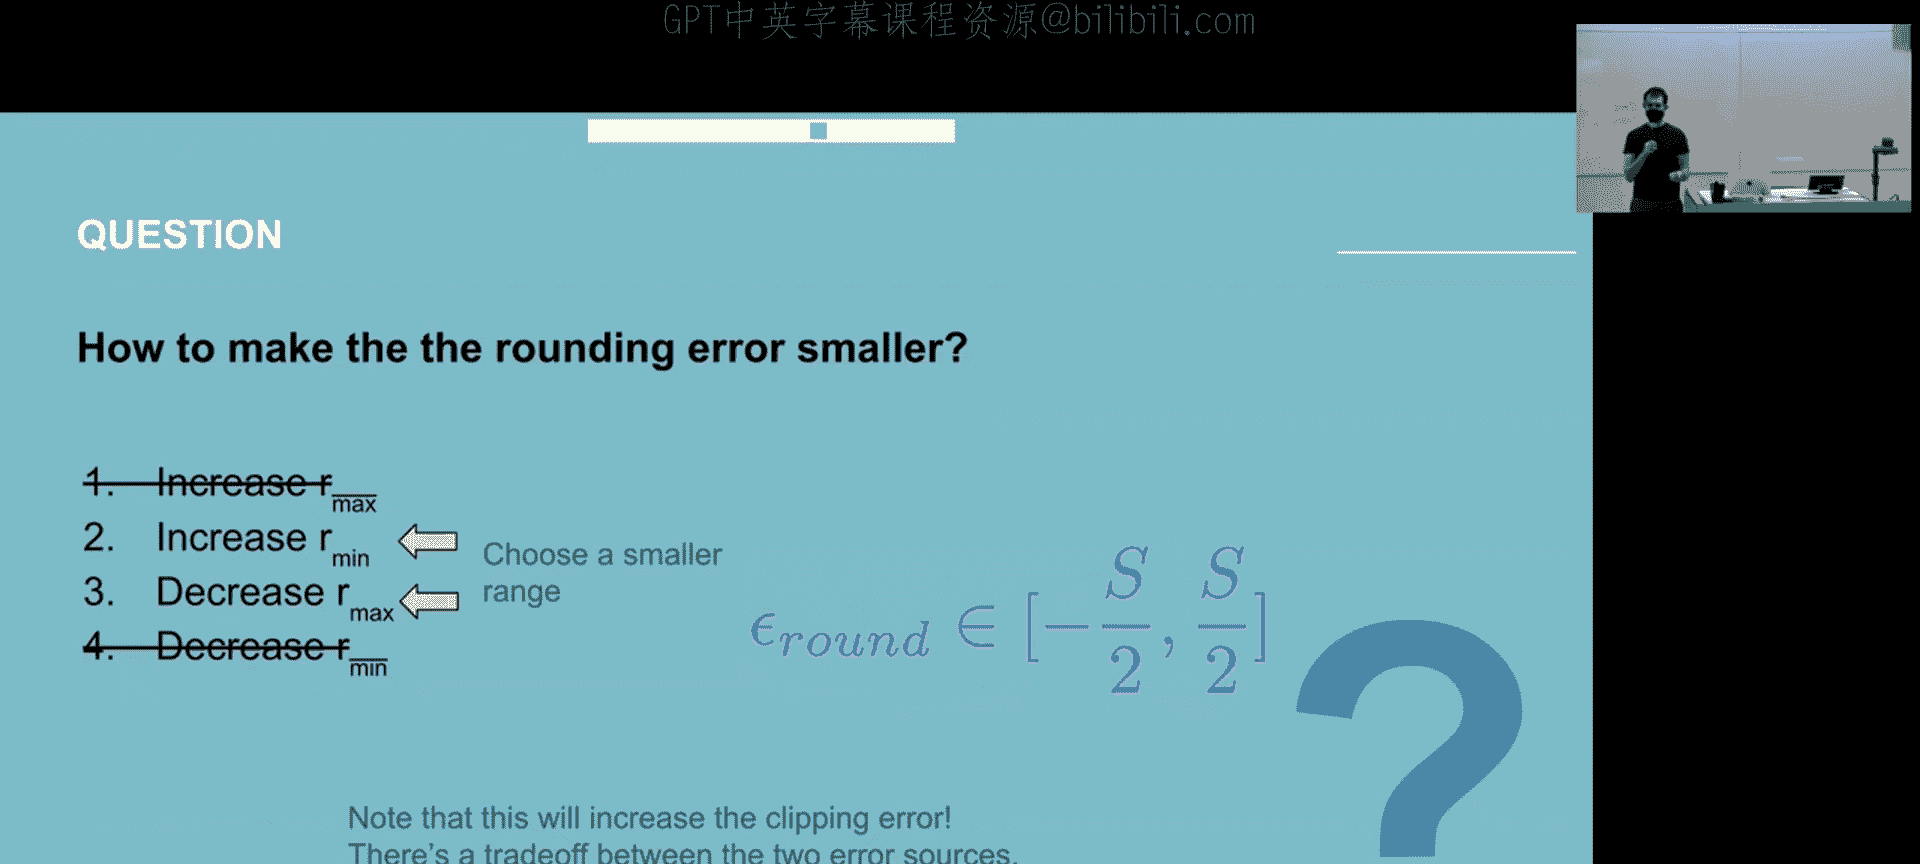 GPT中英字幕课程资源@bilibili.com
QUESTION
How to make the the rounding error smaller?
1. Increase r_max
2. Increase r_min
3. Decrease r_max
4. Decrease r_min
Choose a smaller
range
ϵ_round ∈ [−S/2, S/2]
?
Note that this will increase the clipping error!
There's a tradeoff between the two error sources.